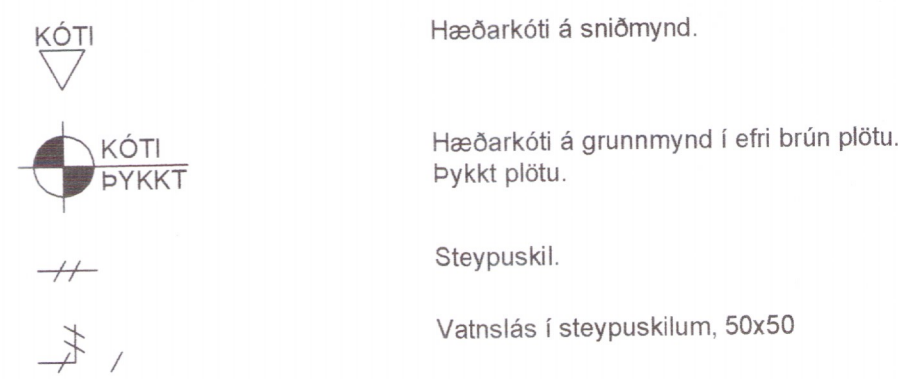 KÓTI
Hæðarkóti á sniðmynd.
KÓTI
ÞYKKT
Hæðarkóti á grunnmynd í efri brún plötu.
Þykkt plötu.
Steypuskil.
Vatnslás í steypuskilum, 50x50